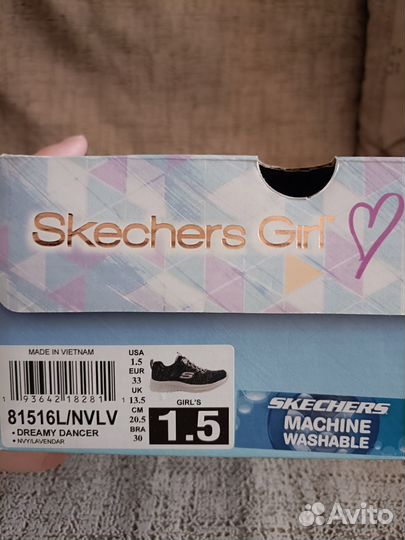 Skechers Girl™
MADE IN VIETNAM
1 93642 18281 1
81516L/NVLV
• DREAMY DANCER
• NVY/LAVENDAR
USA
1.5
EUR
33
UK
13.5
CM
20.5
BRA
30
GIRL'S
1.5
SKECHERS
MACHINE
WASHABLE
Avito